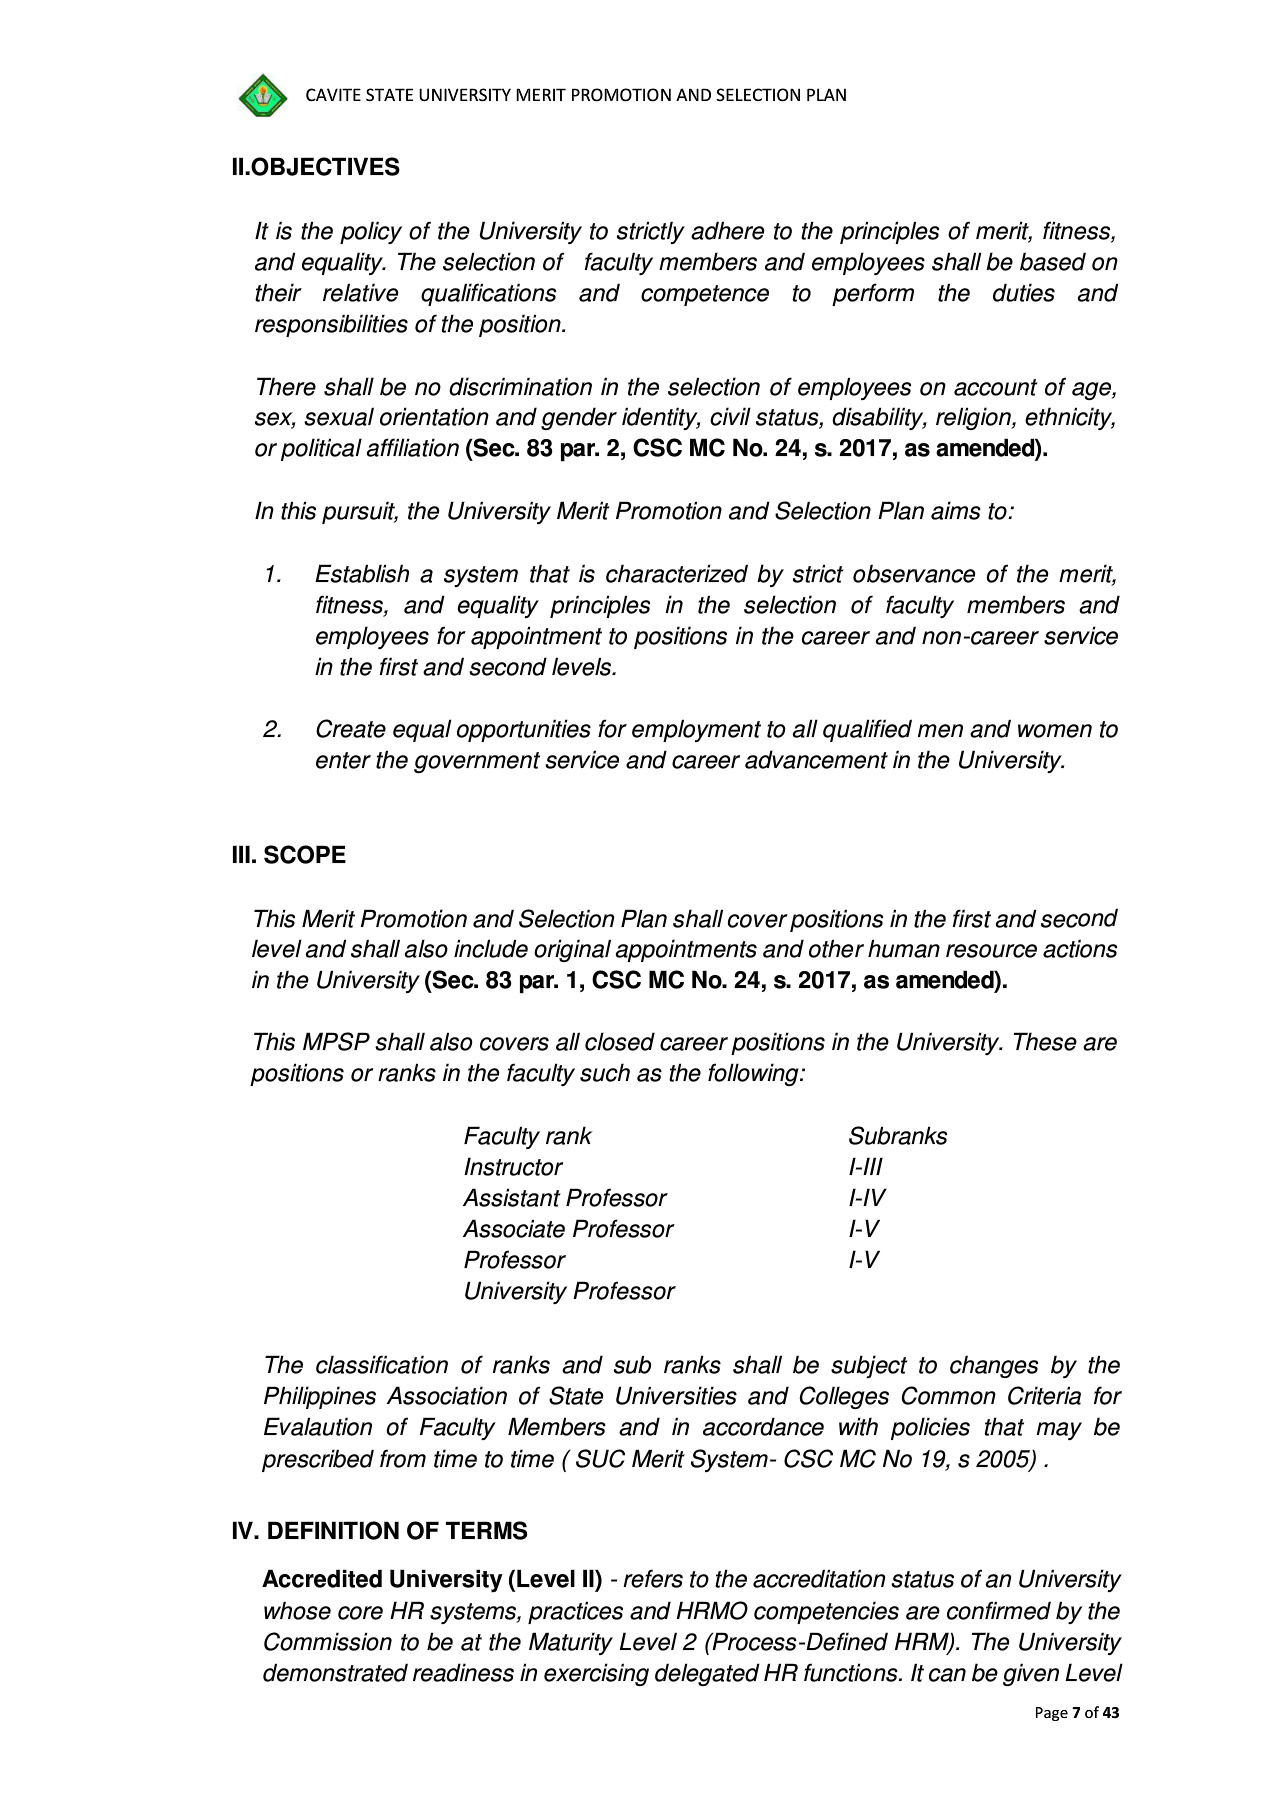 CAVITE STATE UNIVERSITY MERIT PROMOTION AND SELECTION PLAN
II.OBJECTIVES
It is the policy of the University to strictly adhere to the principles of merit, fitness,
and equality. The selection of faculty members and employees shall be based on
their relative qualifications and competence to perform the duties and
responsibilities of the position.
There shall be no discrimination in the selection of employees on account of age,
sex, sexual orientation and gender identity, civil status, disability, religion, ethnicity,
or political affiliation (Sec. 83 par. 2, CSC MC No. 24, s. 2017, as amended).
In this pursuit, the University Merit Promotion and Selection Plan aims to:
1. Establish a system that is characterized by strict observance of the merit,
fitness, and equality principles in the selection of faculty members and
employees for appointment to positions in the career and non-career service
in the first and second levels.
2. Create equal opportunities for employment to all qualified men and women to
enter the government service and career advancement in the University.
III. SCOPE
This Merit Promotion and Selection Plan shall cover positions in the first and second
level and shall also include original appointments and other human resource actions
in the University (Sec. 83 par. 1, CSC MC No. 24, s. 2017, as amended).
This MPSP shall also covers all closed career positions in the University. These are
positions or ranks in the faculty such as the following:
Faculty rank Subranks
Instructor I-III
Assistant Professor I-IV
Associate Professor I-V
Professor I-V
University Professor
The classification of ranks and sub ranks shall be subject to changes by the
Philippines Association of State Universities and Colleges Common Criteria for
Evalaution of Faculty Members and in accordance with policies that may be
prescribed from time to time ( SUC Merit System- CSC MC No 19, s 2005) .
IV. DEFINITION OF TERMS
Accredited University (Level II) - refers to the accreditation status of an University
whose core HR systems, practices and HRMO competencies are confirmed by the
Commission to be at the Maturity Level 2 (Process-Defined HRM). The University
demonstrated readiness in exercising delegated HR functions. It can be given Level
Page 7 of 43